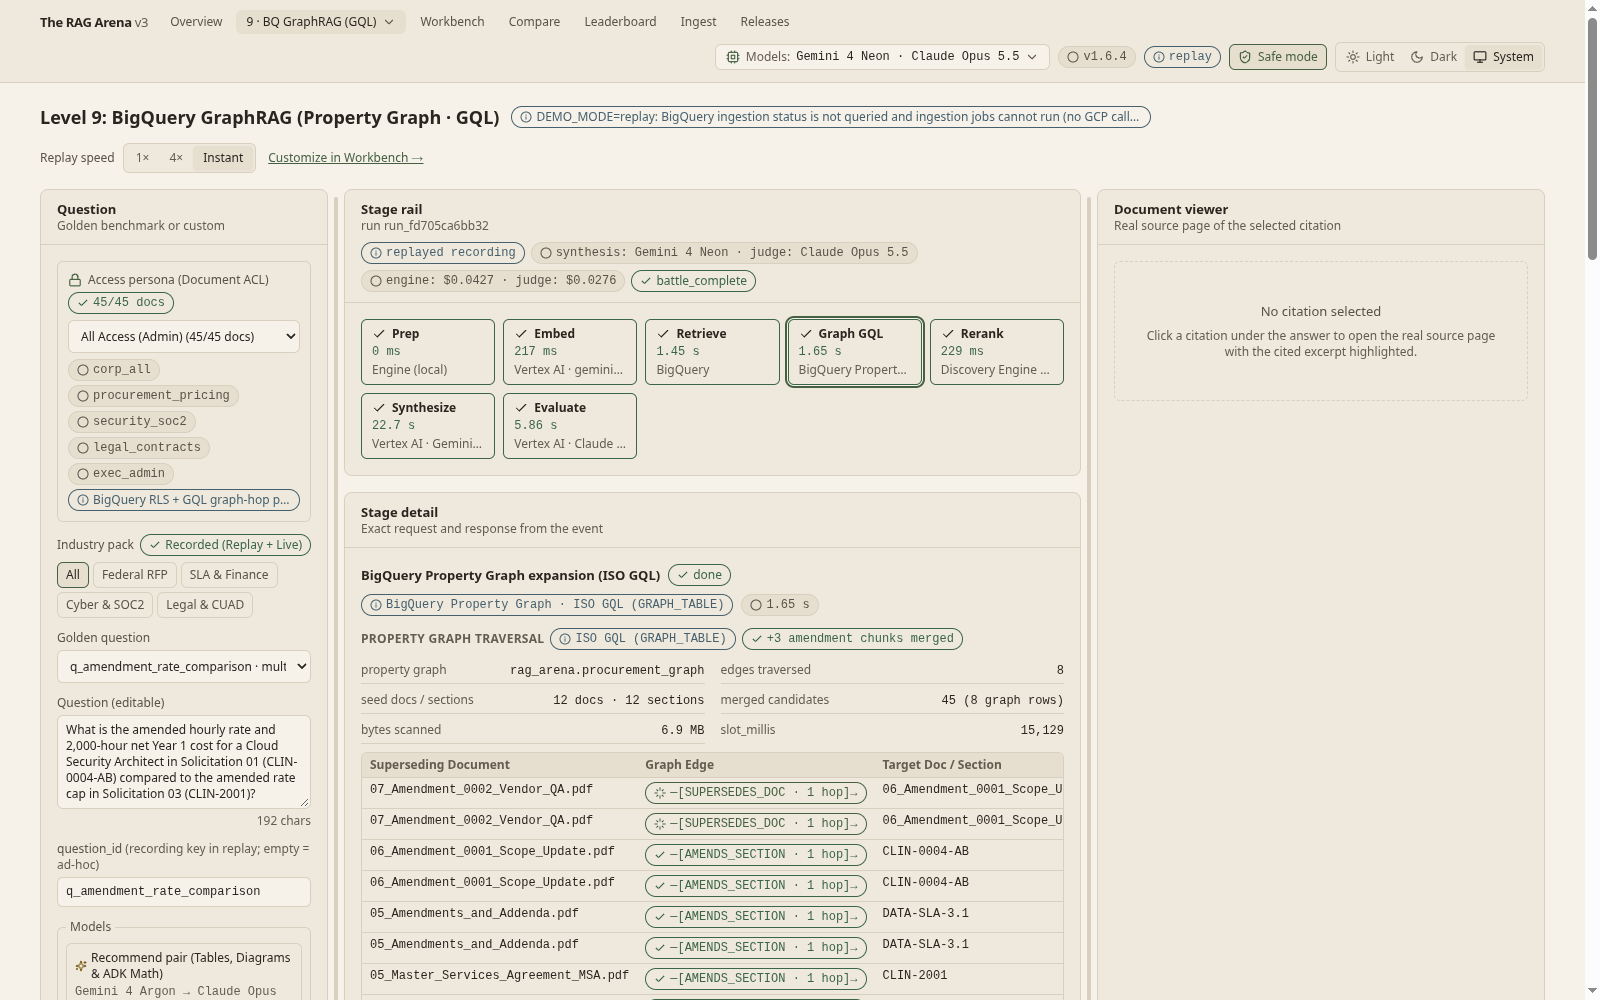 The RAG Arena v3
Overview
9 · BQ GraphRAG (GQL)
Workbench
Compare
Leaderboard
Ingest
Releases
Models: Gemini 4 Neon · Claude Opus 5.5
v1.6.4
replay
Safe mode
Light
Dark
System
Level 9: BigQuery GraphRAG (Property Graph · GQL)
DEMO_MODE=replay: BigQuery ingestion status is not queried and ingestion jobs cannot run (no GCP call...
Replay speed
1×
4×
Instant
Customize in Workbench →
Question
Golden benchmark or custom
Access persona (Document ACL)
45/45 docs
All Access (Admin) (45/45 docs)
corp_all
procurement_pricing
security_soc2
legal_contracts
exec_admin
BigQuery RLS + GQL graph-hop p...
Industry pack
Recorded (Replay + Live)
All
Federal RFP
SLA & Finance
Cyber & SOC2
Legal & CUAD
Golden question
q_amendment_rate_comparison · mult
Question (editable)
What is the amended hourly rate and
2,000-hour net Year 1 cost for a Cloud
Security Architect in Solicitation 01 (CLIN-
0004-AB) compared to the amended rate
cap in Solicitation 03 (CLIN-2001)?
192 chars
question_id (recording key in replay; empty =
ad-hoc)
q_amendment_rate_comparison
Models
Recommend pair (Tables, Diagrams
& ADK Math)
Gemini 4 Argon → Claude Opus
Stage rail
run run_fd705ca6bb32
replayed recording
synthesis: Gemini 4 Neon · judge: Claude Opus 5.5
engine: $0.0427 · judge: $0.0276
battle_complete
Prep
0 ms
Engine (local)
Embed
217 ms
Vertex AI · gemini...
Retrieve
1.45 s
BigQuery
Graph GQL
1.65 s
BigQuery Propert...
Rerank
229 ms
Discovery Engine ...
Synthesize
22.7 s
Vertex AI · Gemini...
Evaluate
5.86 s
Vertex AI · Claude ...
Stage detail
Exact request and response from the event
BigQuery Property Graph expansion (ISO GQL)
done
BigQuery Property Graph · ISO GQL (GRAPH_TABLE)
1.65 s
PROPERTY GRAPH TRAVERSAL
ISO GQL (GRAPH_TABLE)
+3 amendment chunks merged
property graph rag_arena.procurement_graph
edges traversed 8
seed docs / sections 12 docs · 12 sections
merged candidates 45 (8 graph rows)
bytes scanned 6.9 MB
slot_millis 15,129
Superseding Document Graph Edge Target Doc / Section
07_Amendment_0002_Vendor_QA.pdf —[SUPERSEDES_DOC · 1 hop]→ 06_Amendment_0001_Scope_U
07_Amendment_0002_Vendor_QA.pdf —[SUPERSEDES_DOC · 1 hop]→ 06_Amendment_0001_Scope_U
06_Amendment_0001_Scope_Update.pdf —[AMENDS_SECTION · 1 hop]→ CLIN-0004-AB
06_Amendment_0001_Scope_Update.pdf —[AMENDS_SECTION · 1 hop]→ CLIN-0004-AB
05_Amendments_and_Addenda.pdf —[AMENDS_SECTION · 1 hop]→ DATA-SLA-3.1
05_Amendments_and_Addenda.pdf —[AMENDS_SECTION · 1 hop]→ DATA-SLA-3.1
05_Master_Services_Agreement_MSA.pdf —[AMENDS_SECTION · 1 hop]→ CLIN-2001
Document viewer
Real source page of the selected citation
No citation selected
Click a citation under the answer to open the real source page
with the cited excerpt highlighted.